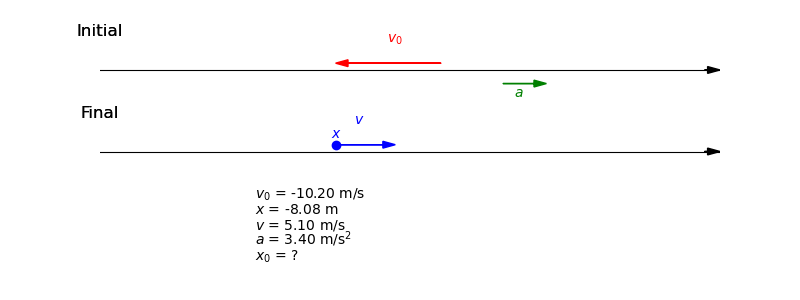 Initial
v₀
a
Final
v
x
v₀ = -10.20 m/s
x = -8.08 m
v = 5.10 m/s
a = 3.40 m/s²
x₀ = ?